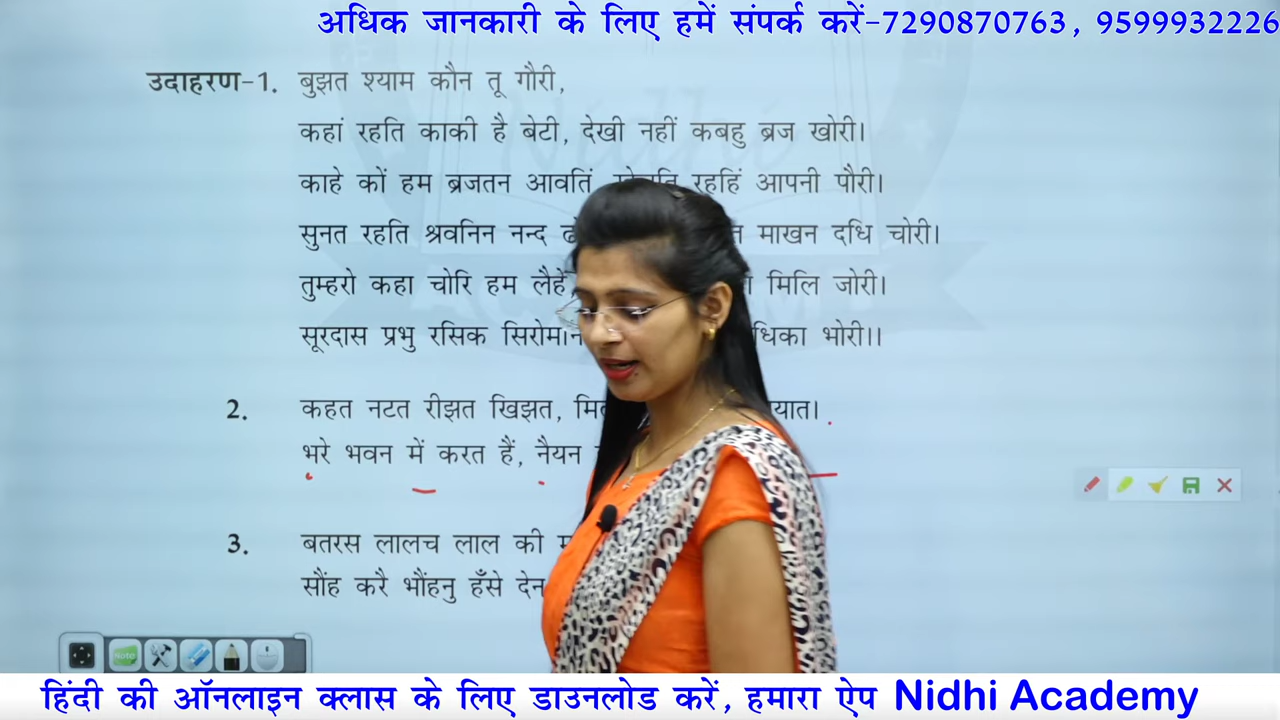 अधिक जानकारी के लिए हमें संपर्क करें-7290870763, 9599932226
उदाहरण-1. बुझत श्याम कौन तू गौरी,
कहां रहति काकी है बेटी, देखी नहीं कबहु ब्रज खोरी।
काहे कों हम ब्रजतन आवतिं रहहिं आपनी पौरी।
सुनत रहति श्रवनिन नन्द माखन दधि चोरी।
तुम्हरो कहा चोरि हम लैहें मिलि जोरी।
सूरदास प्रभु रसिक भोरी।।
2. कहत नटत रीझत खिझत,
भरे भवन में करत हैं, नैयन
3. बतरस लालच लाल की
सौंह करै भौंहनु हँसे देन
Note
हिंदी की ऑनलाइन क्लास के लिए डाउनलोड करें, हमारा ऐप Nidhi Academy